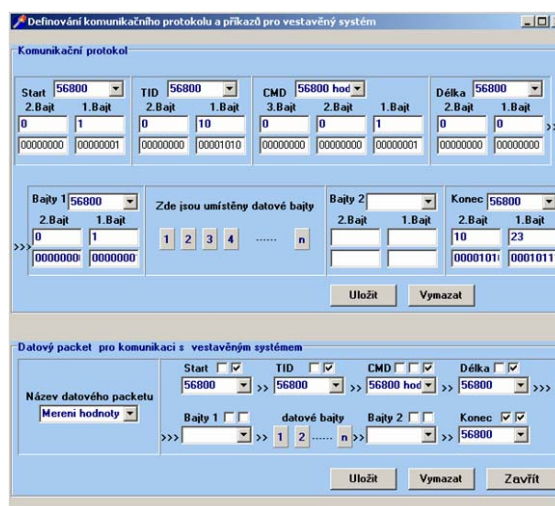 Definování komunikačního protokolu a příkazů pro vestavěný systém
Komunikační protokol
Start 56800 TID 56800 CMD 56800 hod Délka 56800
2.Bajt 1.Bajt 2.Bajt 1.Bajt 3.Bajt 2.Bajt 1.Bajt 2.Bajt 1.Bajt
0 1 0 10 0 0 1 0 0 >>
00000000 00000001 00000000 00001010 00000000 00000000 00000001 00000000 00000000
Bajty 1 56800 Zde jsou umístěny datové bajty Bajty 2 Konec 56800
2.Bajt 1.Bajt 2.Bajt 1.Bajt 2.Bajt 1.Bajt
>>> 0 1 1 2 3 4 ...... n 10 23
0000000 0000000 0000101 0001011
Uložit Vymazat
Datový packet pro komunikaci s vestavěným systémem
Start TID CMD Délka
56800 >> 56800 >> 56800 hod >> 56800 >>>
Název datového packetu
Mereni hodnoty
Bajty 1 datové bajty Bajty 2 Konec
>>> >> 1 2 ...... n >> >> 56800
Uložit Vymazat Zavřít